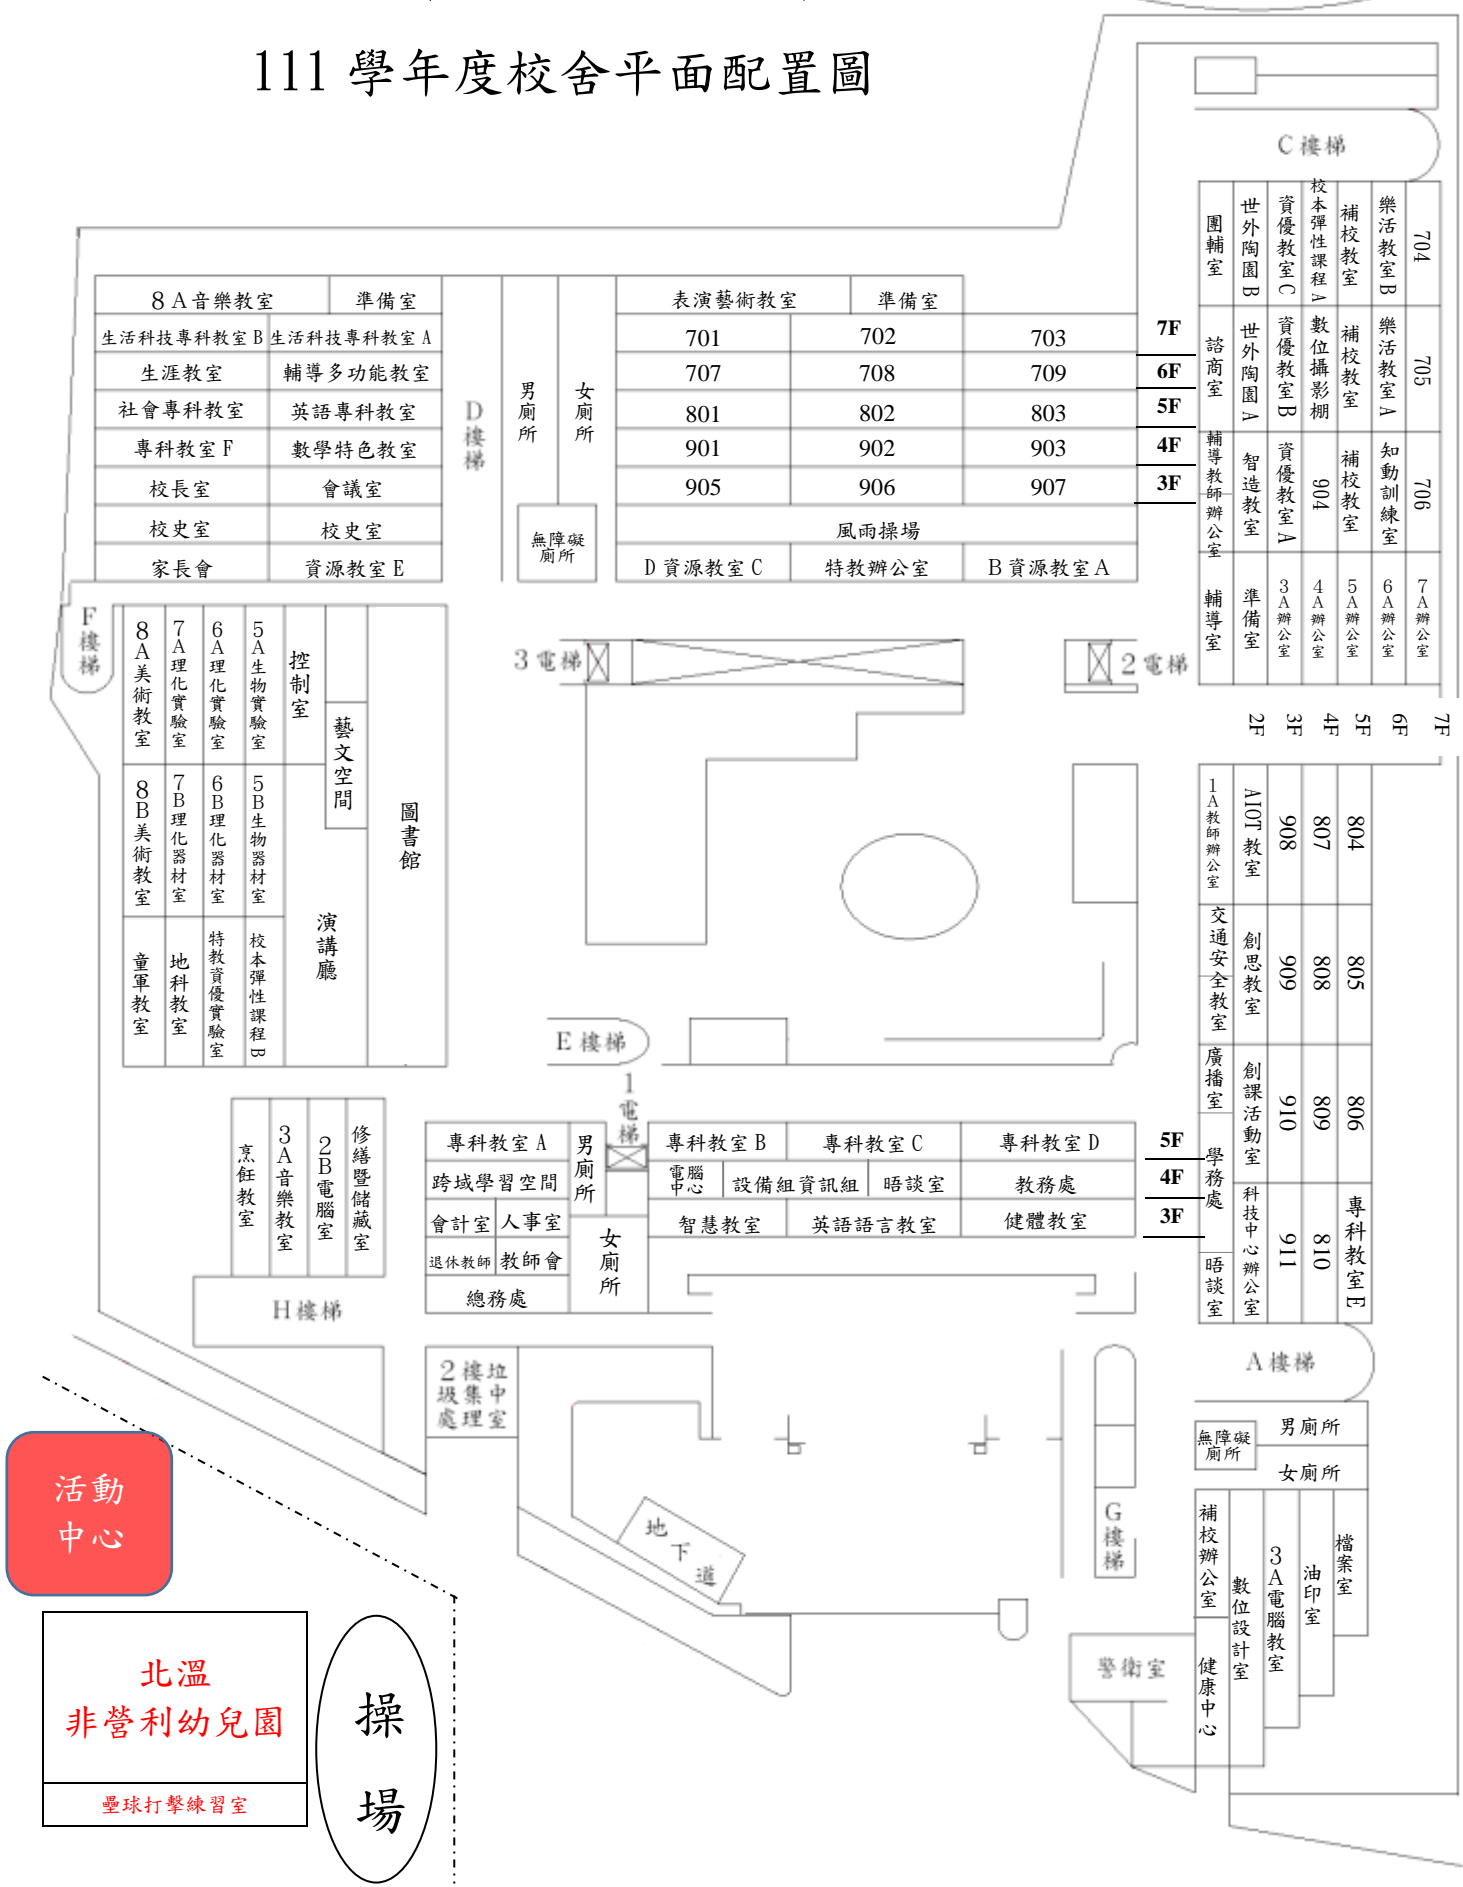 111 學年度校舍平面配置圖
C 樓梯
團輔室
世外陶園 B
資優教室 C
校本彈性課程 A
補校教室
樂活教室 B
704
諮商室
世外陶園 A
資優教室 B
數位攝影棚
補校教室
樂活教室 A
705
輔導教師辦公室
智造教室
資優教室 A
904
補校教室
知動訓練室
706
輔導室
準備室
3A辦公室
4A辦公室
5A辦公室
6A辦公室
7A辦公室
8A音樂教室
準備室
生活科技專科教室 B
生活科技專科教室 A
生涯教室
輔導多功能教室
社會專科教室
英語專科教室
專科教室 F
數學特色教室
校長室
會議室
校史室
校史室
家長會
資源教室 E
D樓梯
男廁所
女廁所
無障礙廁所
表演藝術教室
準備室
701
702
703
7F
707
708
709
6F
801
802
803
5F
901
902
903
4F
905
906
907
3F
風雨操場
D 資源教室 C
特教辦公室
B 資源教室 A
F樓梯
8A美術教室
7A理化實驗室
6A理化實驗室
5A生物實驗室
控制室
藝文空間
圖書館
8B美術教室
7B理化器材室
6B理化器材室
5B生物器材室
演講廳
童軍教室
地科教室
特教資優實驗室
校本彈性課程 B
3 電梯
2 電梯
2F
3F
4F
5F
6F
7F
1A教師辦公室
AIOT 教室
908
807
804
交通安全教室
創思教室
909
808
805
廣播室
創課活動室
910
809
806
學務處
科技中心辦公室
911
810
專科教室 E
晤談室
E 樓梯
1電梯
烹飪教室
3A音樂教室
2B電腦室
修繕暨儲藏室
H 樓梯
專科教室 A
男廁所
專科教室 B
專科教室 C
專科教室 D
5F
跨域學習空間
電腦中心
設備組資訊組
晤談室
教務處
4F
會計室
人事室
女廁所
智慧教室
英語語言教室
健體教室
3F
退休教師
教師會
總務處
2樓垃圾集中處理室
A 樓梯
無障礙廁所
男廁所
女廁所
G樓梯
補校辦公室
數位設計室
3A電腦教室
油印室
檔案室
健康中心
警衛室
地下道
活動
中心
北溫
非營利幼兒園
壘球打擊練習室
操場